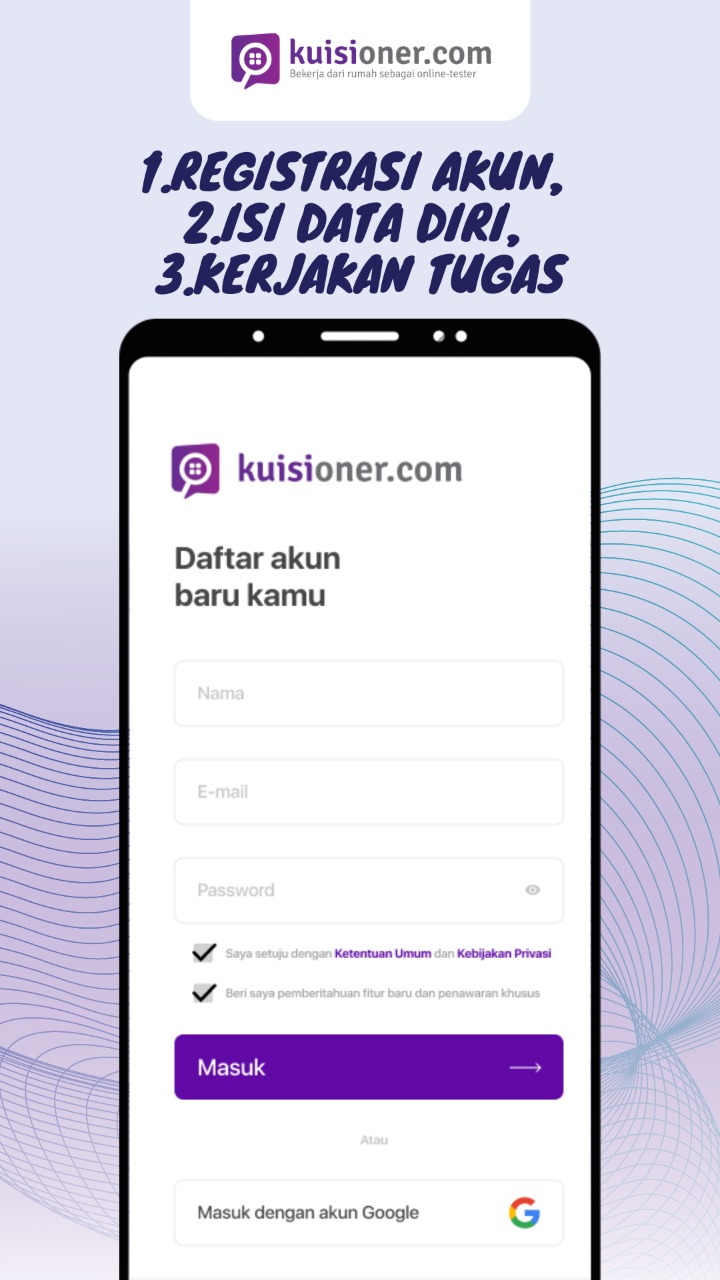 kuisioner.com
Bekerja dari rumah sebagai online-tester
1.REGISTRASI AKUN,
2.ISI DATA DIRI,
3.KERJAKAN TUGAS
kuisioner.com
Daftar akun
baru kamu
Nama
E-mail
Password
Saya setuju dengan Ketentuan Umum dan Kebijakan Privasi
Beri saya pemberitahuan fitur baru dan penawaran khusus
Masuk
Atau
Masuk dengan akun Google